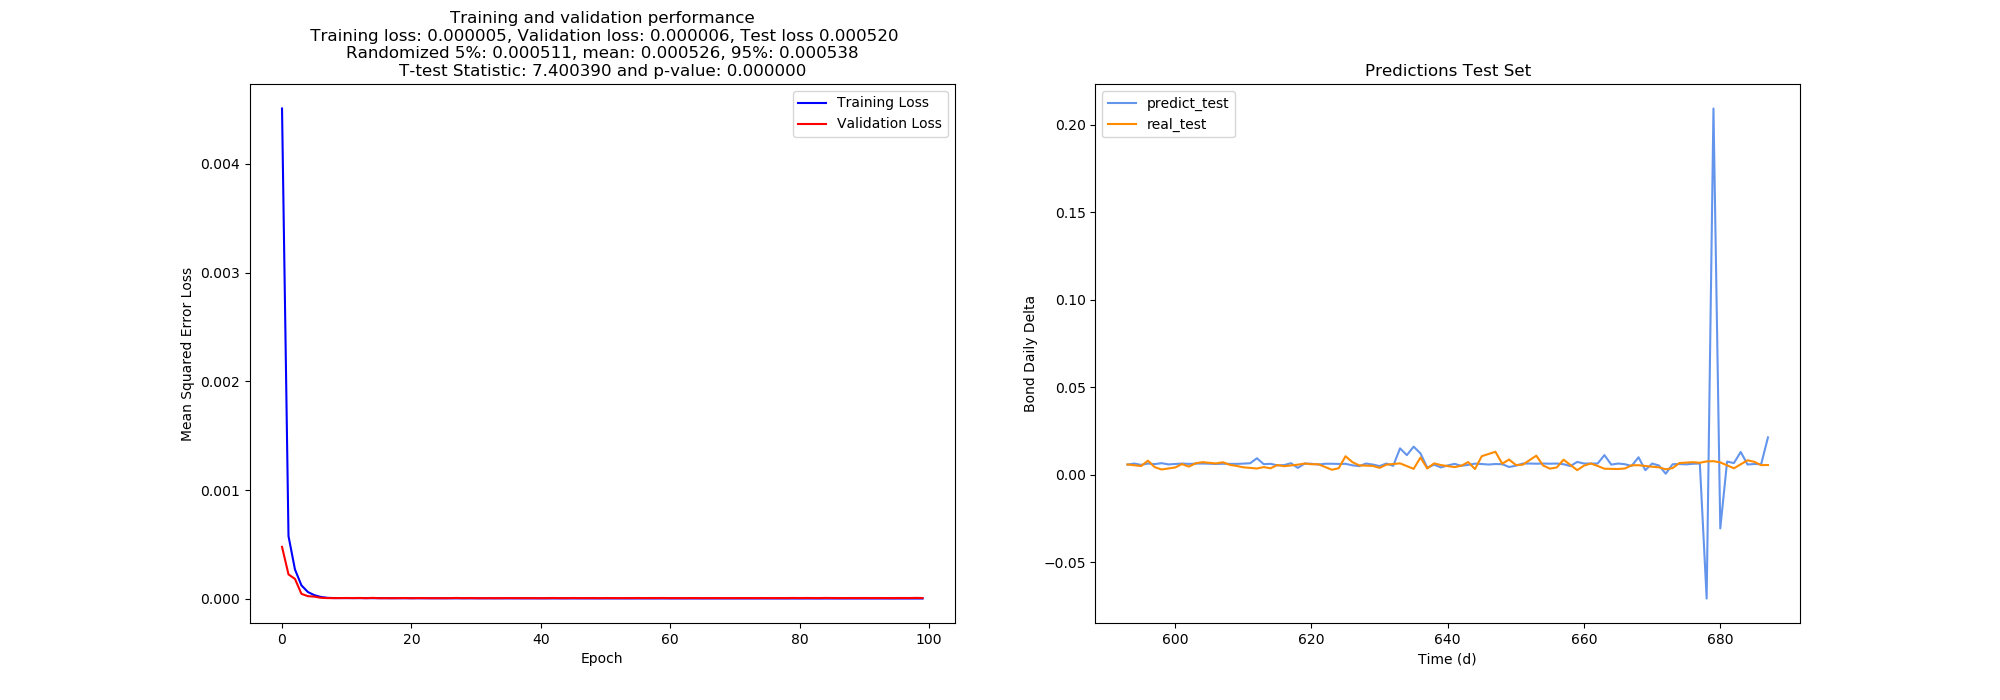 Training and validation performance
Training loss: 0.000005, Validation loss: 0.000006, Test loss 0.000520
Randomized 5%: 0.000511, mean: 0.000526, 95%: 0.000538
T-test Statistic: 7.400390 and p-value: 0.000000
Training Loss
Validation Loss
Mean Squared Error Loss
0.004
0.003
0.002
0.001
0.000
0 20 40 60 80 100
Epoch
Predictions Test Set
predict_test
real_test
Bond Daily Delta
0.20
0.15
0.10
0.05
0.00
−0.05
600 620 640 660 680
Time (d)